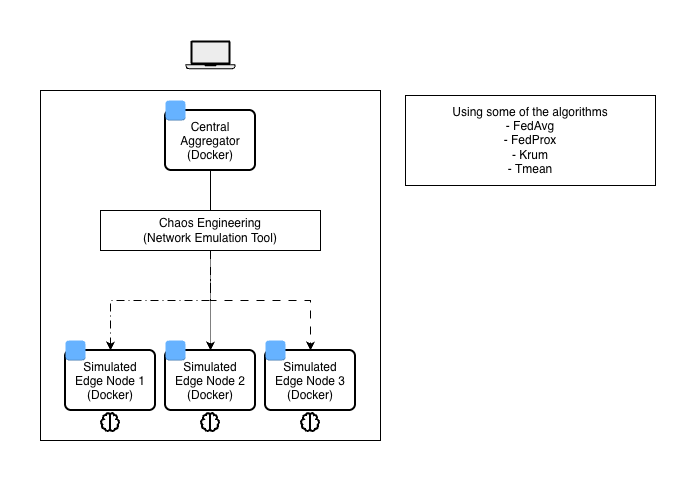 Central
Aggregator
(Docker)
Using some of the algorithms
- FedAvg
- FedProx
- Krum
- Tmean
Chaos Engineering
(Network Emulation Tool)
Simulated
Edge Node 1
(Docker)
Simulated
Edge Node 2
(Docker)
Simulated
Edge Node 3
(Docker)